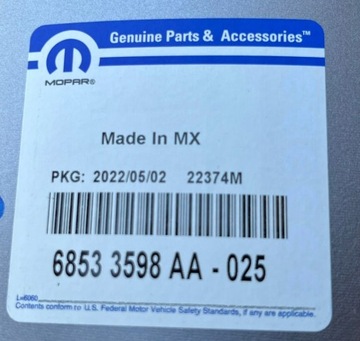 Genuine Parts & Accessories™
MOPAR®
Made In MX
PKG: 2022/05/02 22374M
6853 3598 AA - 025
L=6060
Contents conform to U.S. Federal Motor Vehicle Safety Standards, if any are applicable.